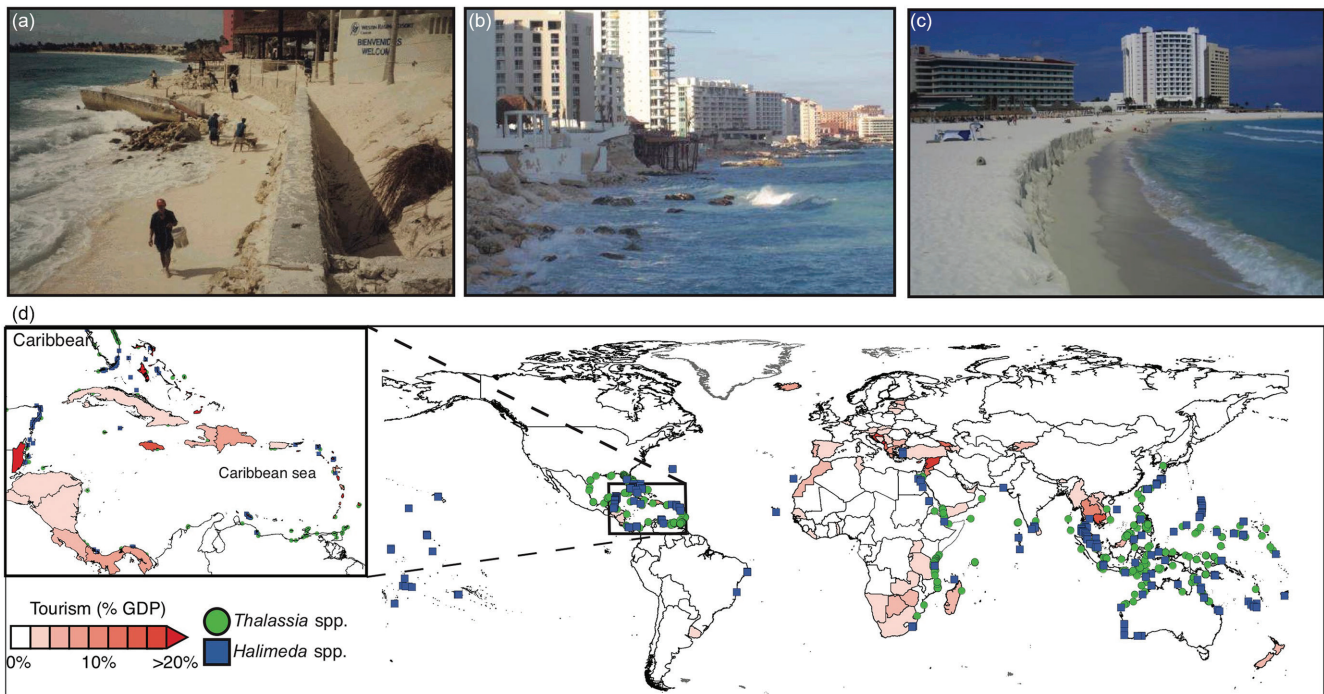 (a)
BIENVENIDOS
WELCOME
(b)
(c)
(d)
Caribbean
Caribbean sea
Tourism (% GDP)
0%
10%
>20%
Thalassia spp.
Halimeda spp.